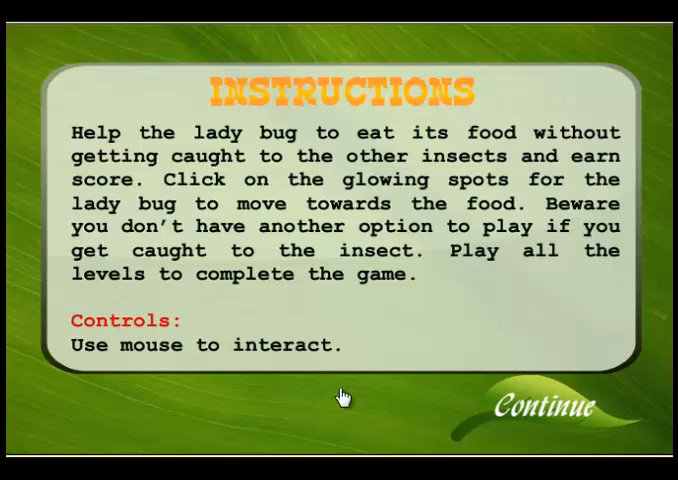 INSTRUCTIONS
Help the lady bug to eat its food without
getting caught to the other insects and earn
score. Click on the glowing spots for the
lady bug to move towards the food. Beware
you don't have another option to play if you
get caught to the insect. Play all the
levels to complete the game.
Controls:
Use mouse to interact.
Continue